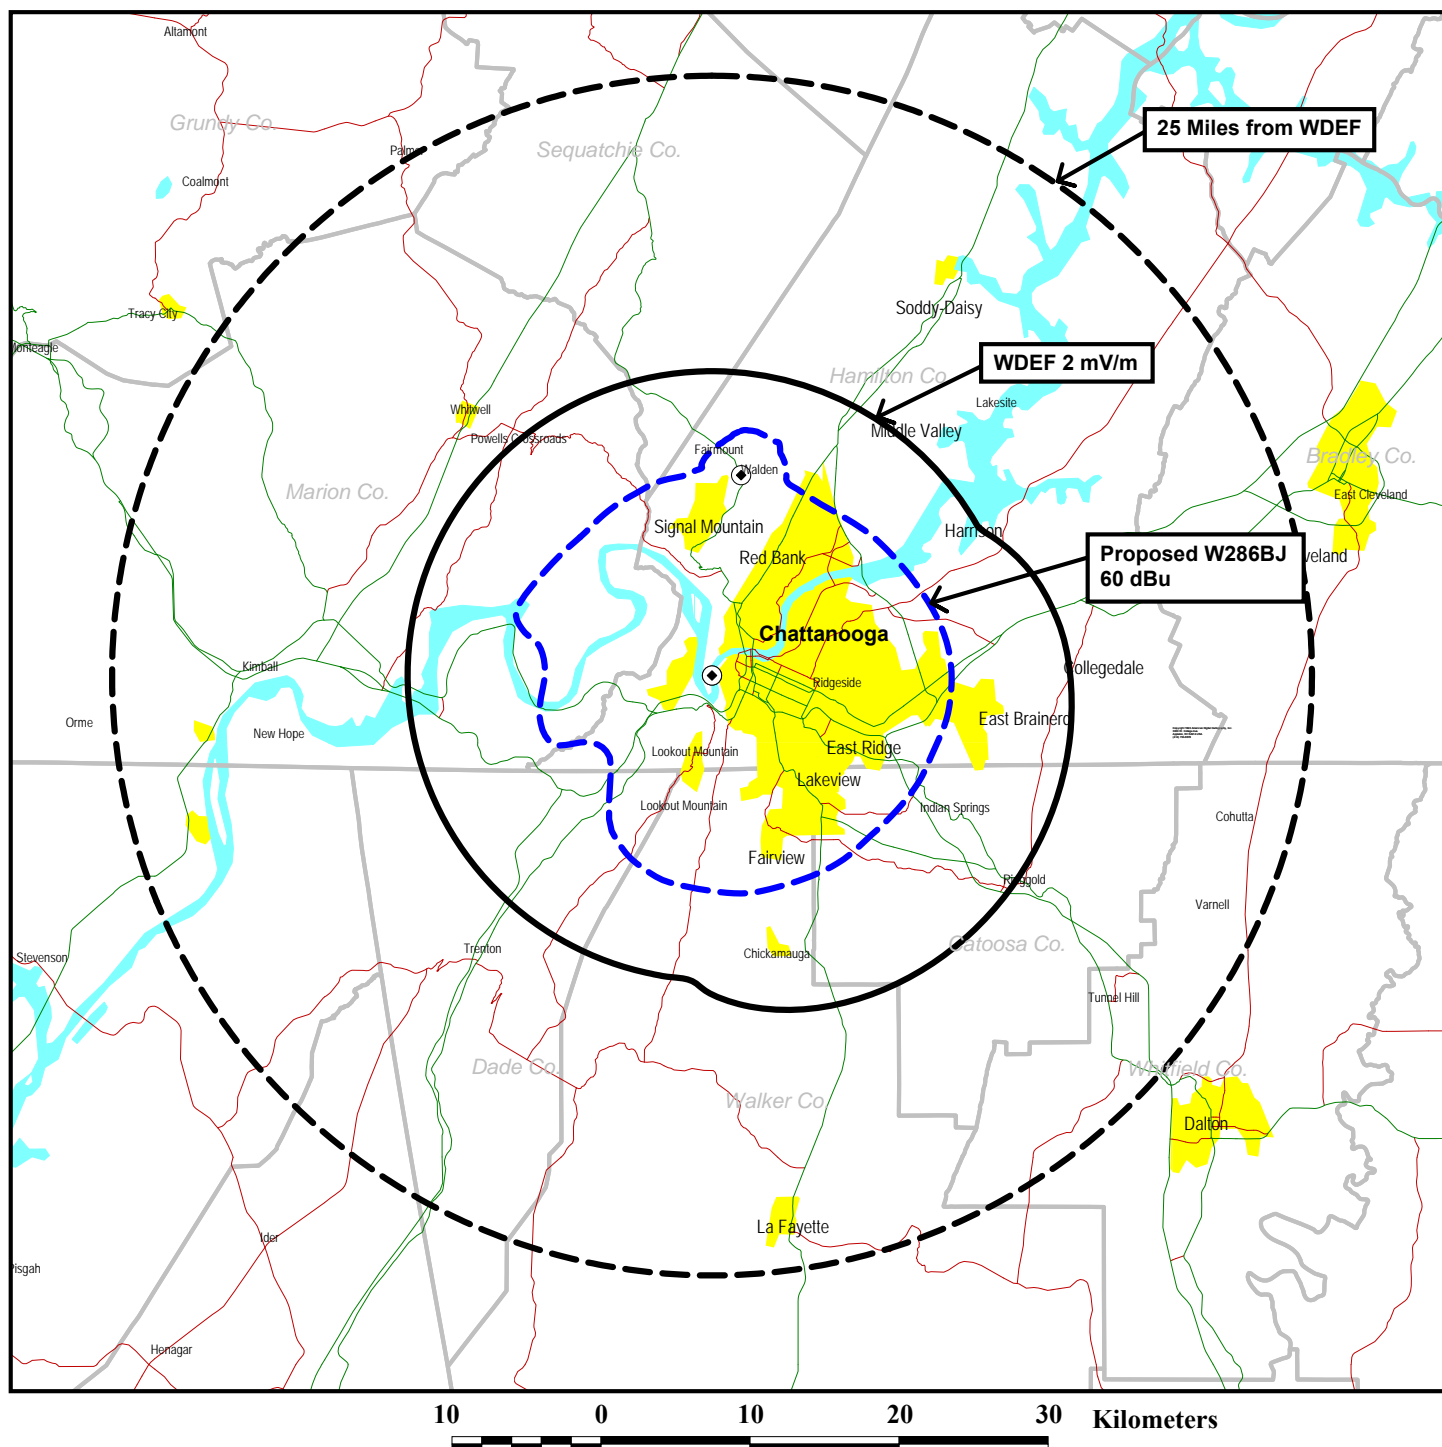 Altamont
Grundy Co.
25 Miles from WDEF
Sequatchie Co.
Coalmont
Soddy-Daisy
Tracy City
WDEF 2 mV/m
Hamilton Co.
Lakesite
Whitwell
Middle Valley
Powells Crossroads
Fairmount
Walden
Bradley Co.
Marion Co.
East Cleveland
Signal Mountain
Harrison
Red Bank
Proposed W286BJ
60 dBu
veland
Chattanooga
Kimball
Collegedale
Ridgeside
Orme
New Hope
East Brainerd
Lookout Mountain
East Ridge
Lakeview
Lookout Mountain
Indian Springs
Cohutta
Fairview
Ringgold
Varnell
Trenton
Chickamauga
Catoosa Co.
Stevenson
Tunnel Hill
Dade Co.
Whitfield Co.
Walker Co
Dalton
La Fayette
Ider
Pisgah
Henagar
10 0 10 20 30 Kilometers